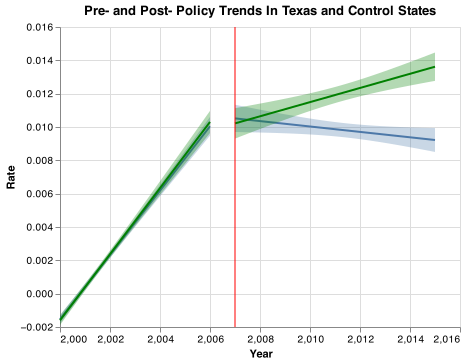 Pre- and Post- Policy Trends In Texas and Control States
0.016
0.014
0.012
0.010
0.008
0.006
0.004
0.002
0.000
−0.002
Rate
2,000 2,002 2,004 2,006 2,008 2,010 2,012 2,014 2,016
Year